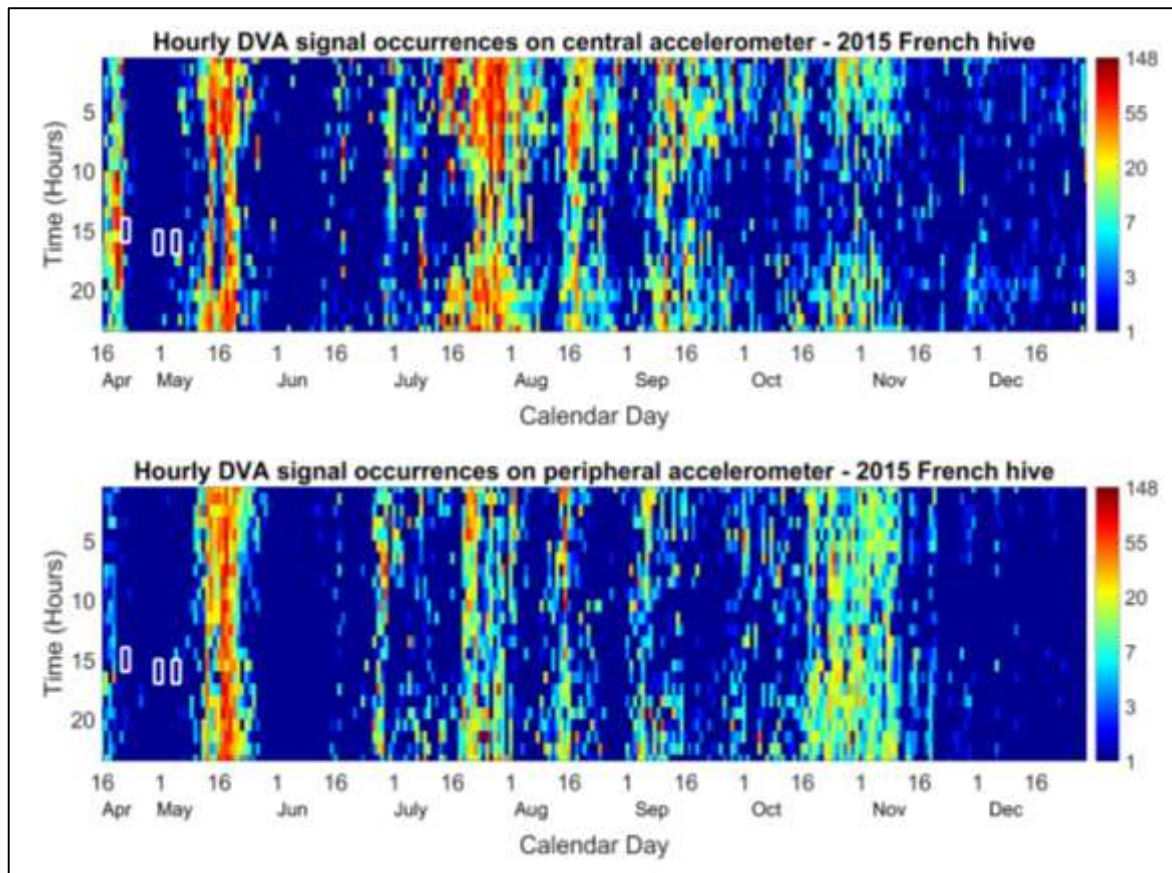 Hourly DVA signal occurrences on central accelerometer - 2015 French hive
148
55
20
7
3
1
5
10
15
20
Time (Hours)
16 1 16 1 16 1 16 1 16 1 16 1 16 1 16 1 16
Apr May Jun July Aug Sep Oct Nov Dec
Calendar Day
Hourly DVA signal occurrences on peripheral accelerometer - 2015 French hive
148
55
20
7
3
1
5
10
15
20
Time (Hours)
16 1 16 1 16 1 16 1 16 1 16 1 16 1 16 1 16
Apr May Jun July Aug Sep Oct Nov Dec
Calendar Day